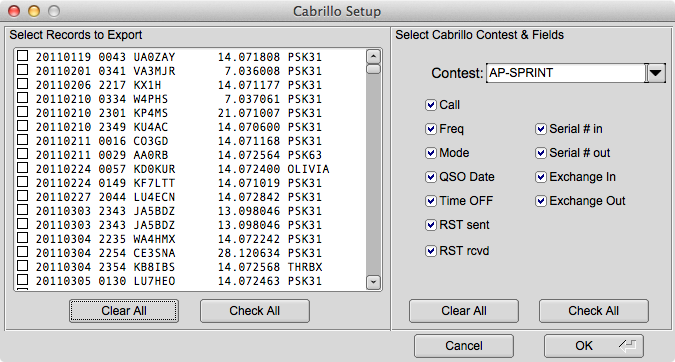 Cabrillo Setup
Select Records to Export
20110119 0043 UA0ZAY 14.071808 PSK31
20110201 0341 VA3MJR 7.036008 PSK31
20110206 2217 KX1H 14.071177 PSK31
20110210 0334 W4PHS 7.037061 PSK31
20110210 2301 KP4MS 21.071007 PSK31
20110210 2349 KU4AC 14.070600 PSK31
20110211 0016 CO3GD 14.071168 PSK31
20110211 0029 AA0RB 14.072564 PSK63
20110224 0057 KD0KUR 14.072400 OLIVIA
20110224 0149 KF7LTT 14.071019 PSK31
20110227 2044 LU4ECN 14.072842 PSK31
20110303 2343 JA5BDZ 13.098046 PSK31
20110303 2343 JA5BDZ 13.098046 PSK31
20110304 2235 WA4HMX 14.072242 PSK31
20110304 2254 CE3SNA 28.120634 PSK31
20110304 2354 KB8IBS 14.072568 THRBX
20110305 0130 LU7HEO 14.072463 PSK31
Clear All
Check All
Select Cabrillo Contest & Fields
Contest: AP-SPRINT
Call
Freq
Serial # in
Mode
Serial # out
QSO Date
Exchange In
Time OFF
Exchange Out
RST sent
RST rcvd
Clear All
Check All
Cancel
OK